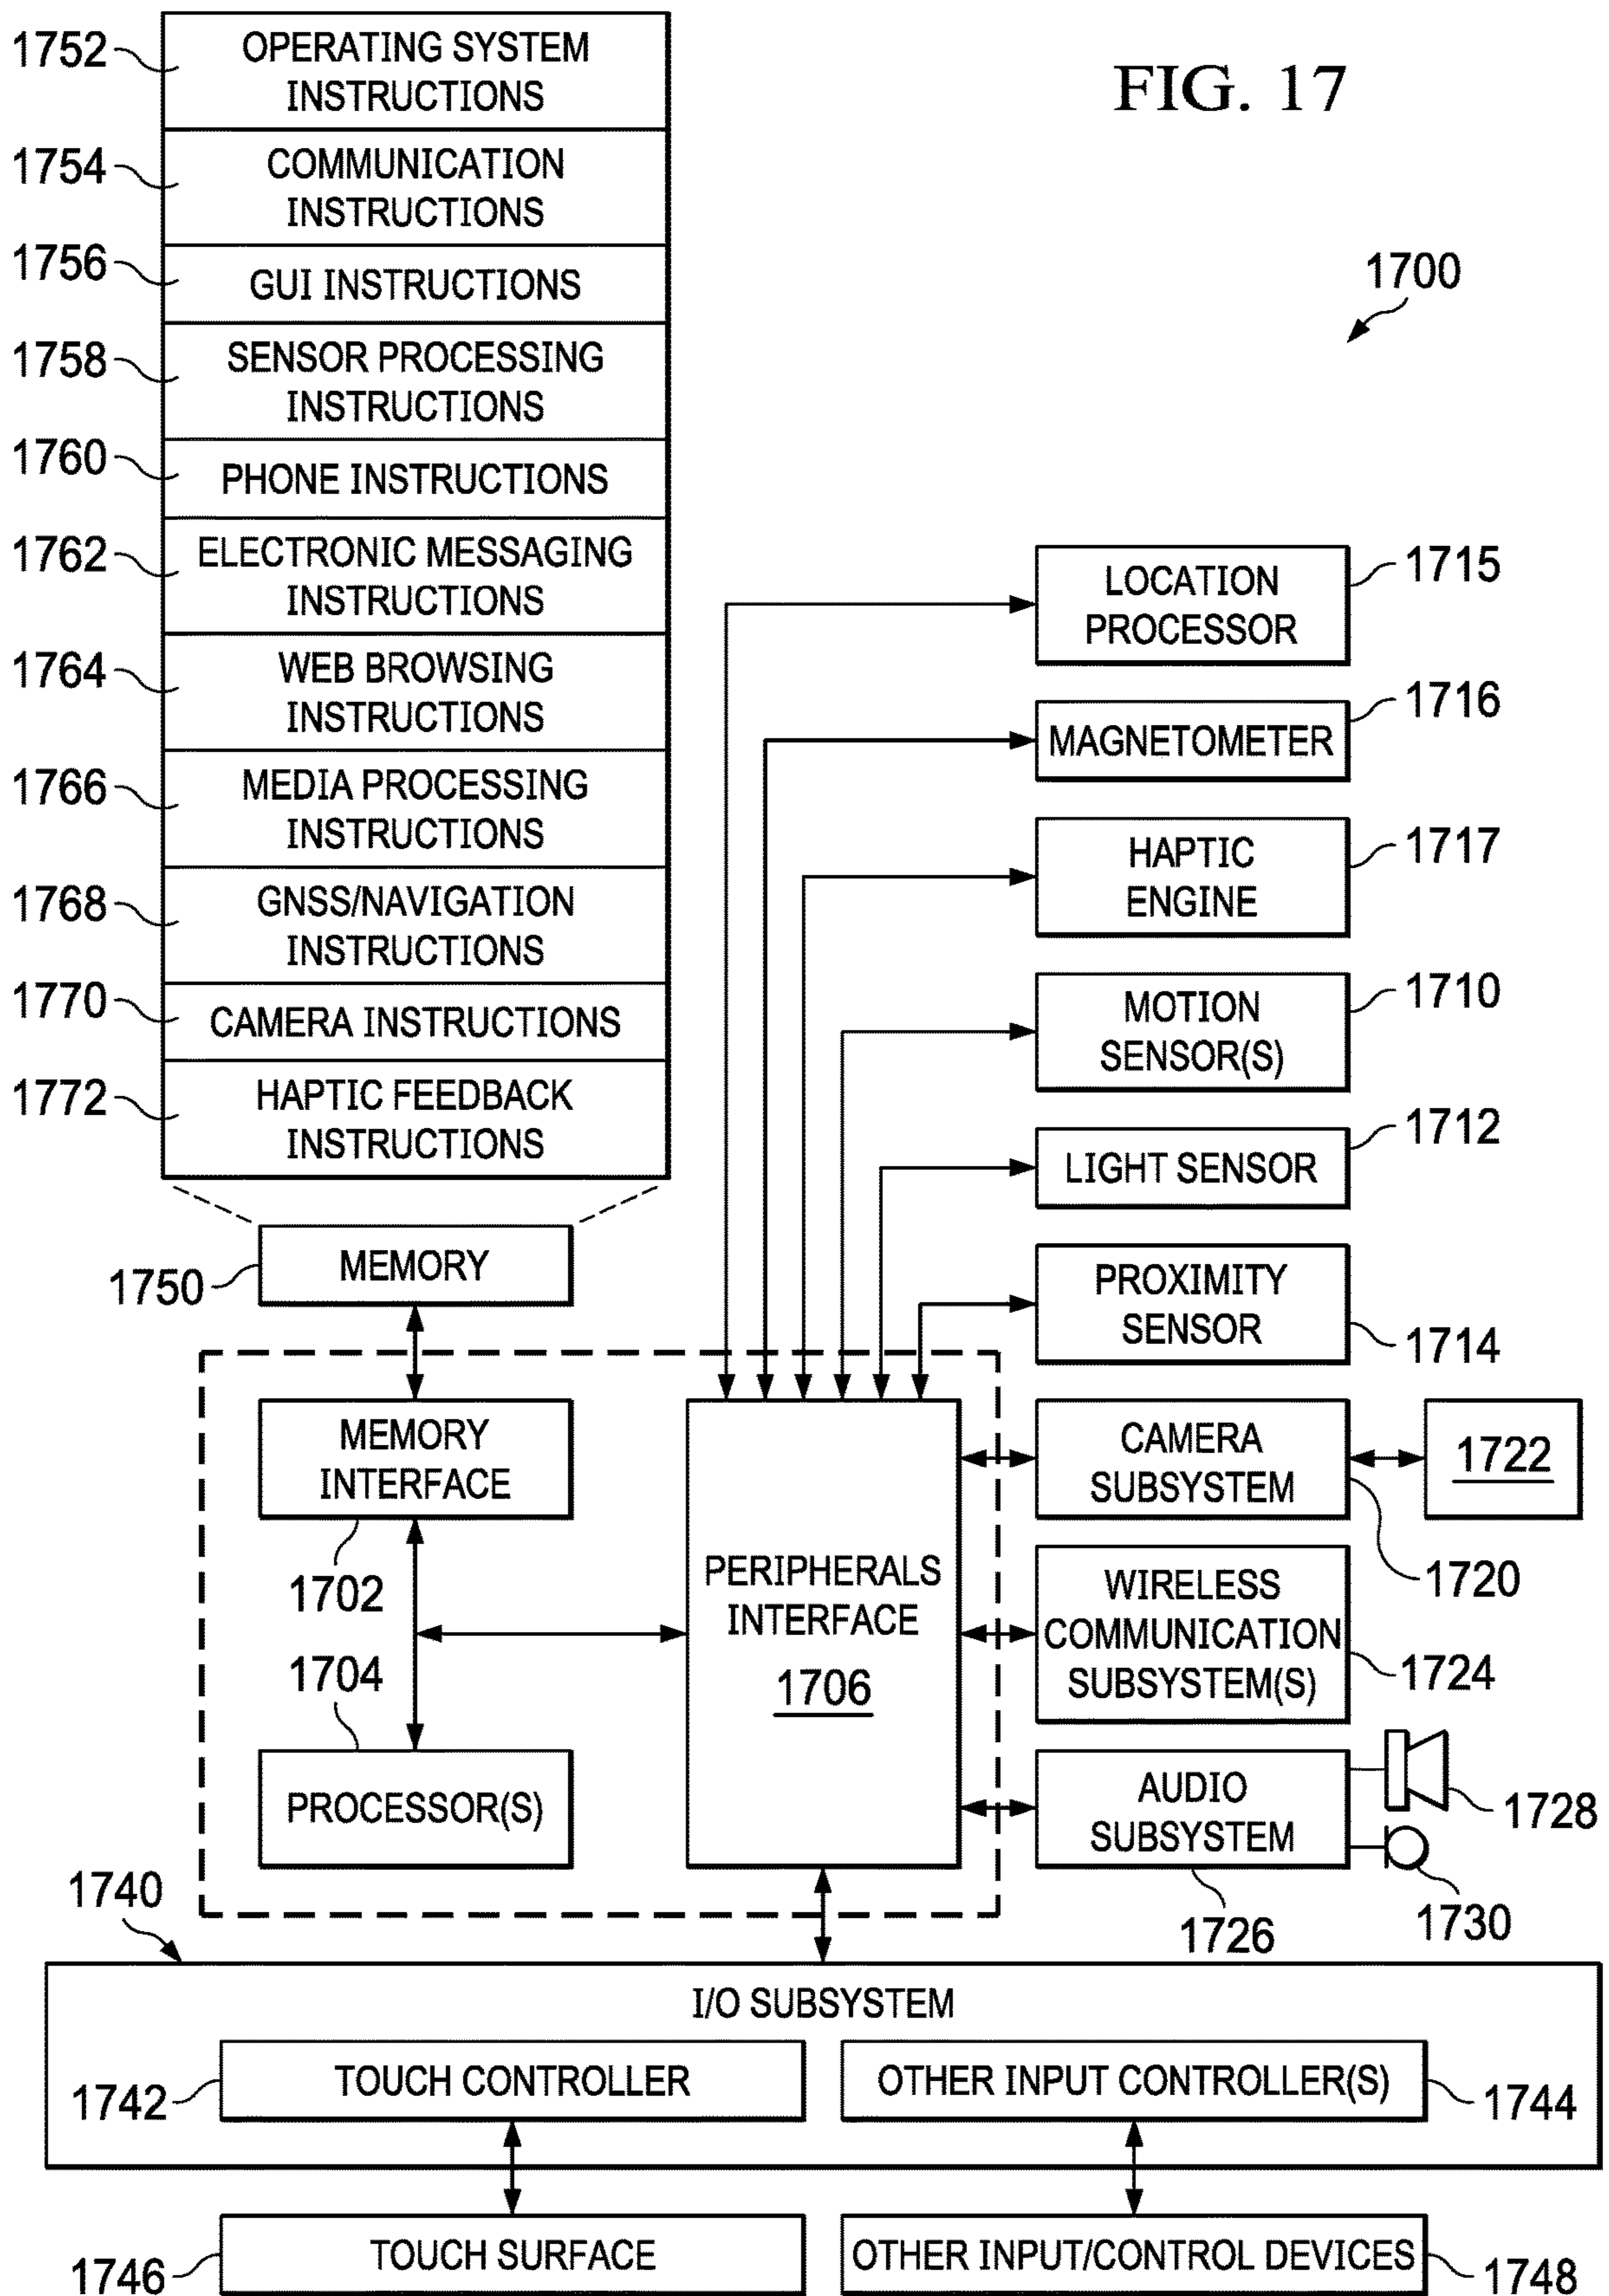 FIG. 17
1700
1752
OPERATING SYSTEM
INSTRUCTIONS
1754
COMMUNICATION
INSTRUCTIONS
1756
GUI INSTRUCTIONS
1758
SENSOR PROCESSING
INSTRUCTIONS
1760
PHONE INSTRUCTIONS
1762
ELECTRONIC MESSAGING
INSTRUCTIONS
1764
WEB BROWSING
INSTRUCTIONS
1766
MEDIA PROCESSING
INSTRUCTIONS
1768
GNSS/NAVIGATION
INSTRUCTIONS
1770
CAMERA INSTRUCTIONS
1772
HAPTIC FEEDBACK
INSTRUCTIONS
1750
MEMORY
LOCATION
PROCESSOR
1715
MAGNETOMETER
1716
HAPTIC
ENGINE
1717
MOTION
SENSOR(S)
1710
LIGHT SENSOR
1712
PROXIMITY
SENSOR
1714
MEMORY
INTERFACE
1702
1704
PROCESSOR(S)
PERIPHERALS
INTERFACE
1706
CAMERA
SUBSYSTEM
1720
1722
WIRELESS
COMMUNICATION
SUBSYSTEM(S)
1724
AUDIO
SUBSYSTEM
1726
1728
1730
1740
I/O SUBSYSTEM
1742
TOUCH CONTROLLER
OTHER INPUT CONTROLLER(S)
1744
1746
TOUCH SURFACE
OTHER INPUT/CONTROL DEVICES
1748